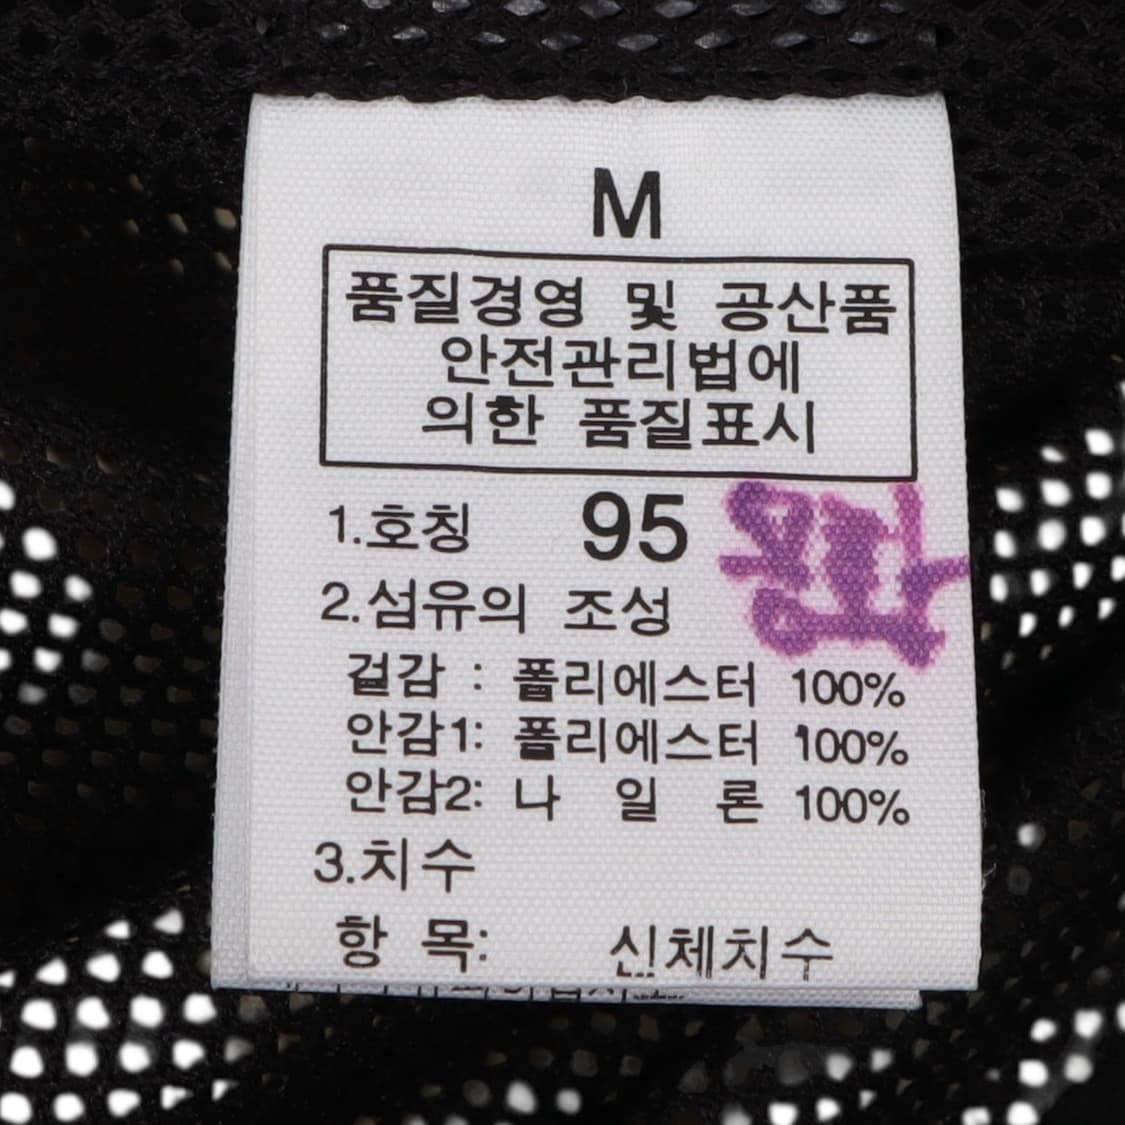 M
품질경영 및 공산품
안전관리법에
의한 품질표시
1.호칭 95
2.섬유의 조성
겉감 : 폴리에스터 100%
안감1: 폴리에스터 100%
안감2: 나 일 론 100%
3.치수
항 목: 신체치수